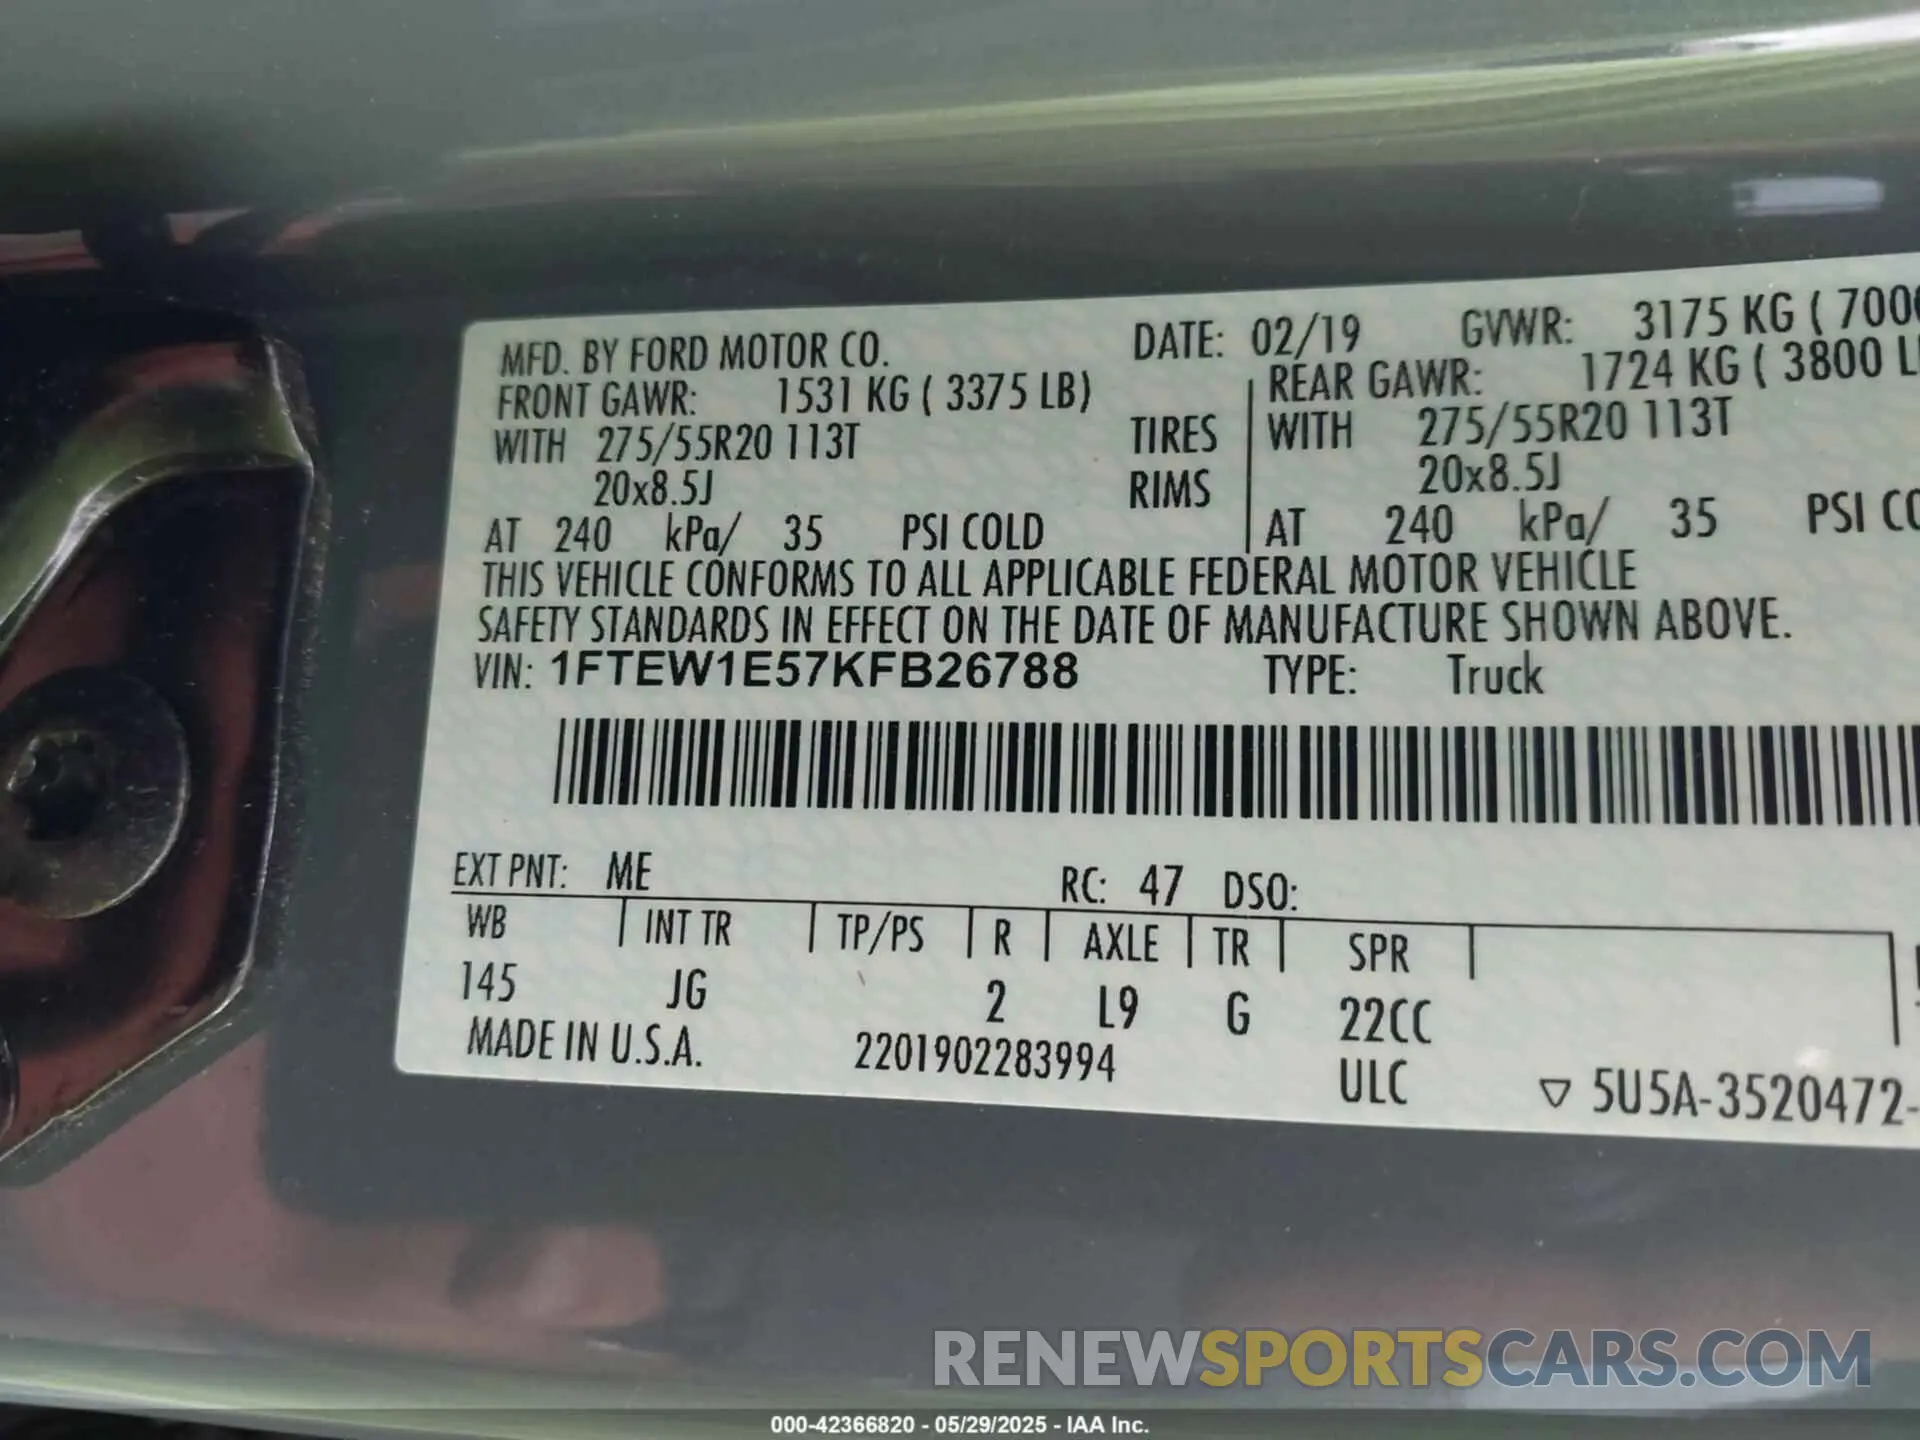 MFD. BY FORD MOTOR CO. DATE: 02/19 GVWR: 3175 KG ( 700
FRONT GAWR: 1531 KG ( 3375 LB) REAR GAWR: 1724 KG ( 3800 L
WITH 275/55R20 113T TIRES WITH 275/55R20 113T
20x8.5J RIMS 20x8.5J
AT 240 kPa/ 35 PSI COLD AT 240 kPa/ 35 PSI CO
THIS VEHICLE CONFORMS TO ALL APPLICABLE FEDERAL MOTOR VEHICLE
SAFETY STANDARDS IN EFFECT ON THE DATE OF MANUFACTURE SHOWN ABOVE.
VIN: 1FTEW1E57KFB26788 TYPE: Truck
EXT PNT: ME RC: 47 DSO:
WB INT TR TP/PS R AXLE TR SPR
145 JG 2 L9 G 22CC
MADE IN U.S.A. 2201902283994 ULC ▽ 5U5A-3520472-
RENEWSPORTSCARS.COM
000-42366820 - 05/29/2025 - IAA Inc.